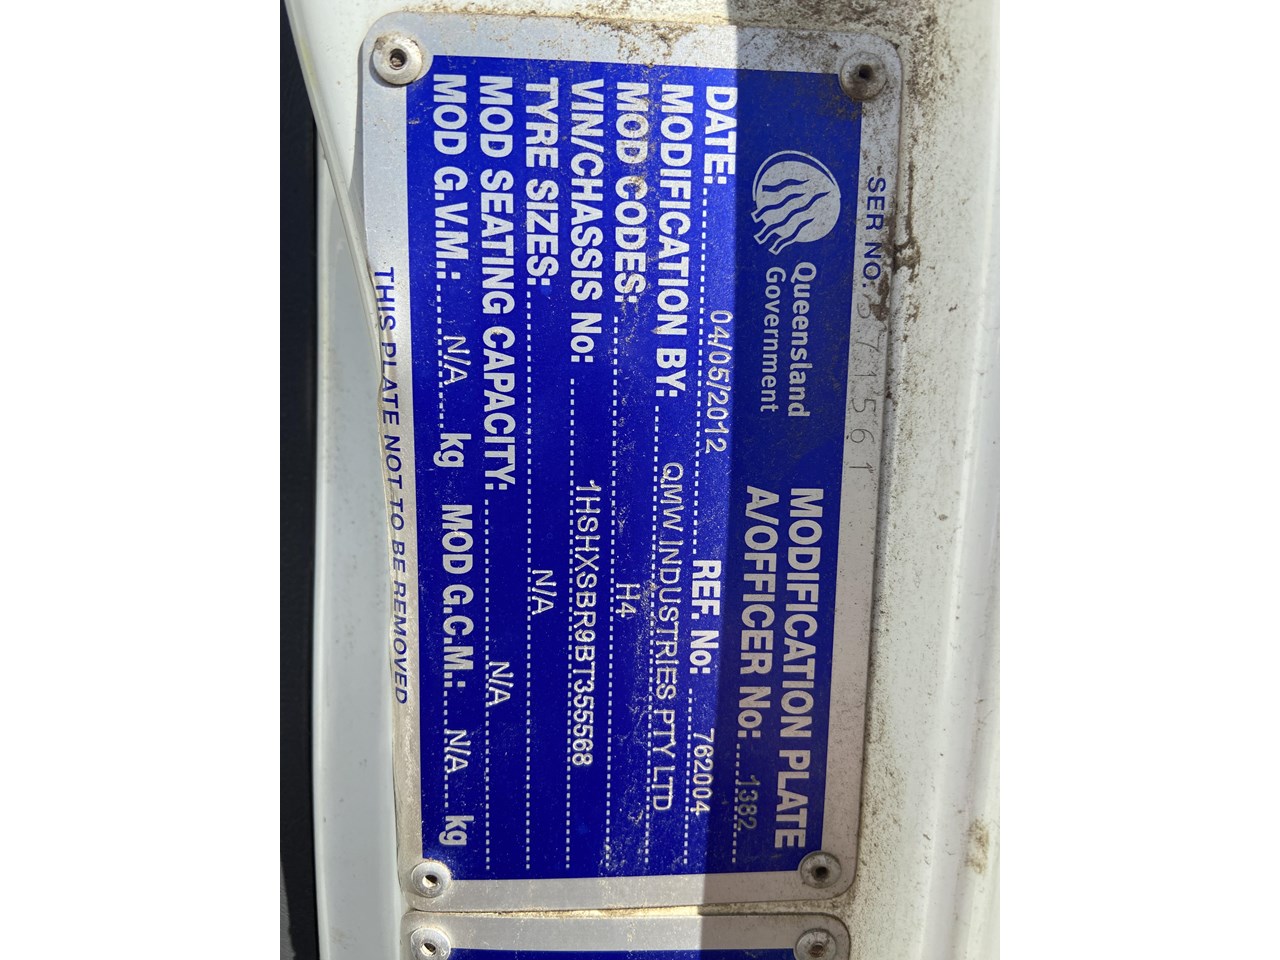 SER NO. 571561
Queensland
Government
MODIFICATION PLATE
A/OFFICER No: 1382
DATE: 04/05/2012 REF. No: 762004
MODIFICATION BY: QMW INDUSTRIES PTY LTD
MOD CODES: H4
VIN/CHASSIS No: 1HSHXSBR9BT355568
TYRE SIZES: N/A
MOD SEATING CAPACITY: N/A
MOD G.V.M.: N/A kg MOD G.C.M.: N/A kg
THIS PLATE NOT TO BE REMOVED